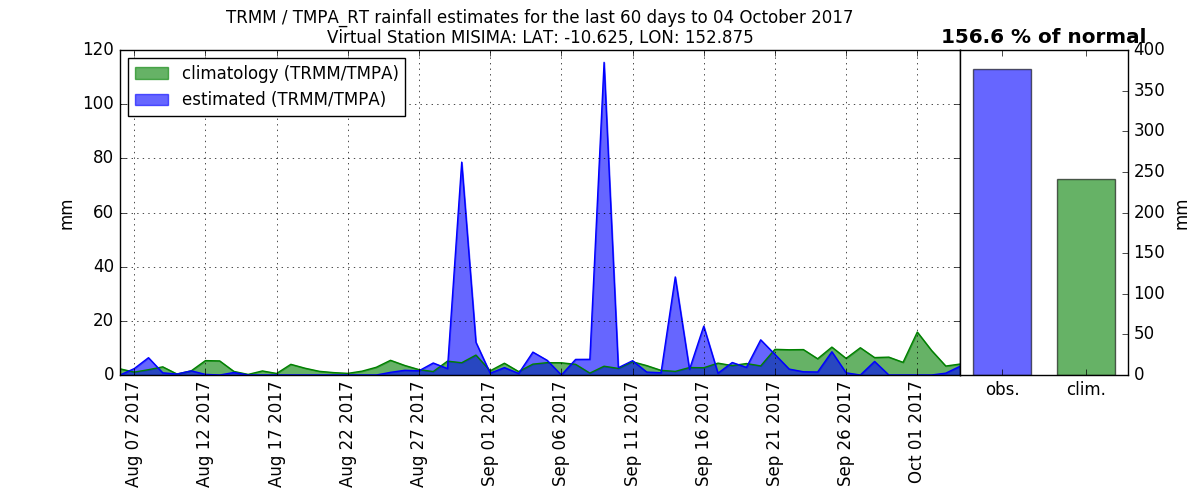 TRMM / TMPA_RT rainfall estimates for the last 60 days to 04 October 2017
Virtual Station MISIMA: LAT: -10.625, LON: 152.875
156.6 % of normal
climatology (TRMM/TMPA)
estimated (TRMM/TMPA)
120
100
80
60
40
20
0
mm
Aug 07 2017
Aug 12 2017
Aug 17 2017
Aug 22 2017
Aug 27 2017
Sep 01 2017
Sep 06 2017
Sep 11 2017
Sep 16 2017
Sep 21 2017
Sep 26 2017
Oct 01 2017
400
350
300
250
200
150
100
50
0
mm
obs.
clim.